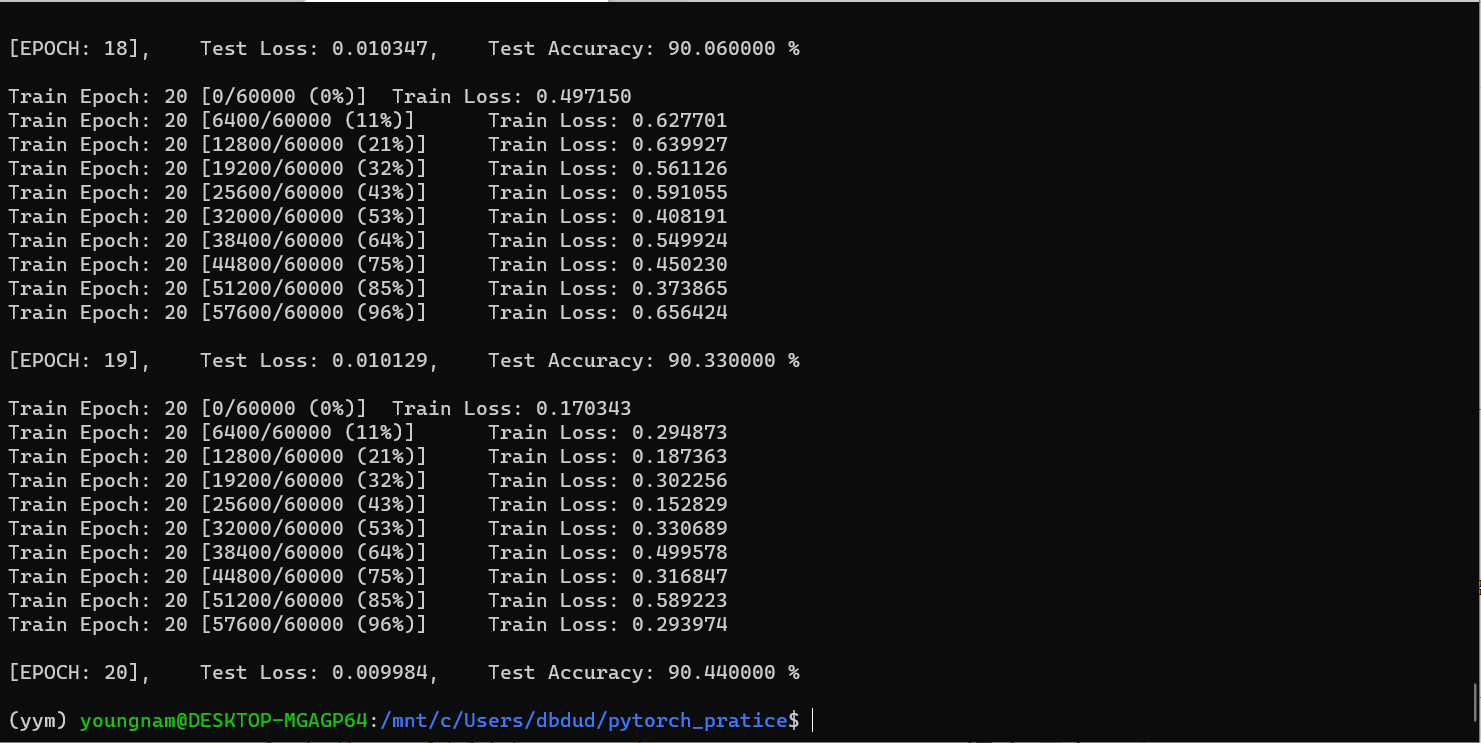 [EPOCH: 18], Test Loss: 0.010347, Test Accuracy: 90.060000 %
Train Epoch: 20 [0/60000 (0%)] Train Loss: 0.497150
Train Epoch: 20 [6400/60000 (11%)] Train Loss: 0.627701
Train Epoch: 20 [12800/60000 (21%)] Train Loss: 0.639927
Train Epoch: 20 [19200/60000 (32%)] Train Loss: 0.561126
Train Epoch: 20 [25600/60000 (43%)] Train Loss: 0.591055
Train Epoch: 20 [32000/60000 (53%)] Train Loss: 0.408191
Train Epoch: 20 [38400/60000 (64%)] Train Loss: 0.549924
Train Epoch: 20 [44800/60000 (75%)] Train Loss: 0.450230
Train Epoch: 20 [51200/60000 (85%)] Train Loss: 0.373865
Train Epoch: 20 [57600/60000 (96%)] Train Loss: 0.656424
[EPOCH: 19], Test Loss: 0.010129, Test Accuracy: 90.330000 %
Train Epoch: 20 [0/60000 (0%)] Train Loss: 0.170343
Train Epoch: 20 [6400/60000 (11%)] Train Loss: 0.294873
Train Epoch: 20 [12800/60000 (21%)] Train Loss: 0.187363
Train Epoch: 20 [19200/60000 (32%)] Train Loss: 0.302256
Train Epoch: 20 [25600/60000 (43%)] Train Loss: 0.152829
Train Epoch: 20 [32000/60000 (53%)] Train Loss: 0.330689
Train Epoch: 20 [38400/60000 (64%)] Train Loss: 0.499578
Train Epoch: 20 [44800/60000 (75%)] Train Loss: 0.316847
Train Epoch: 20 [51200/60000 (85%)] Train Loss: 0.589223
Train Epoch: 20 [57600/60000 (96%)] Train Loss: 0.293974
[EPOCH: 20], Test Loss: 0.009984, Test Accuracy: 90.440000 %
(yym) youngnam@DESKTOP-MGAGP64:/mnt/c/Users/dbdud/pytorch_pratice$